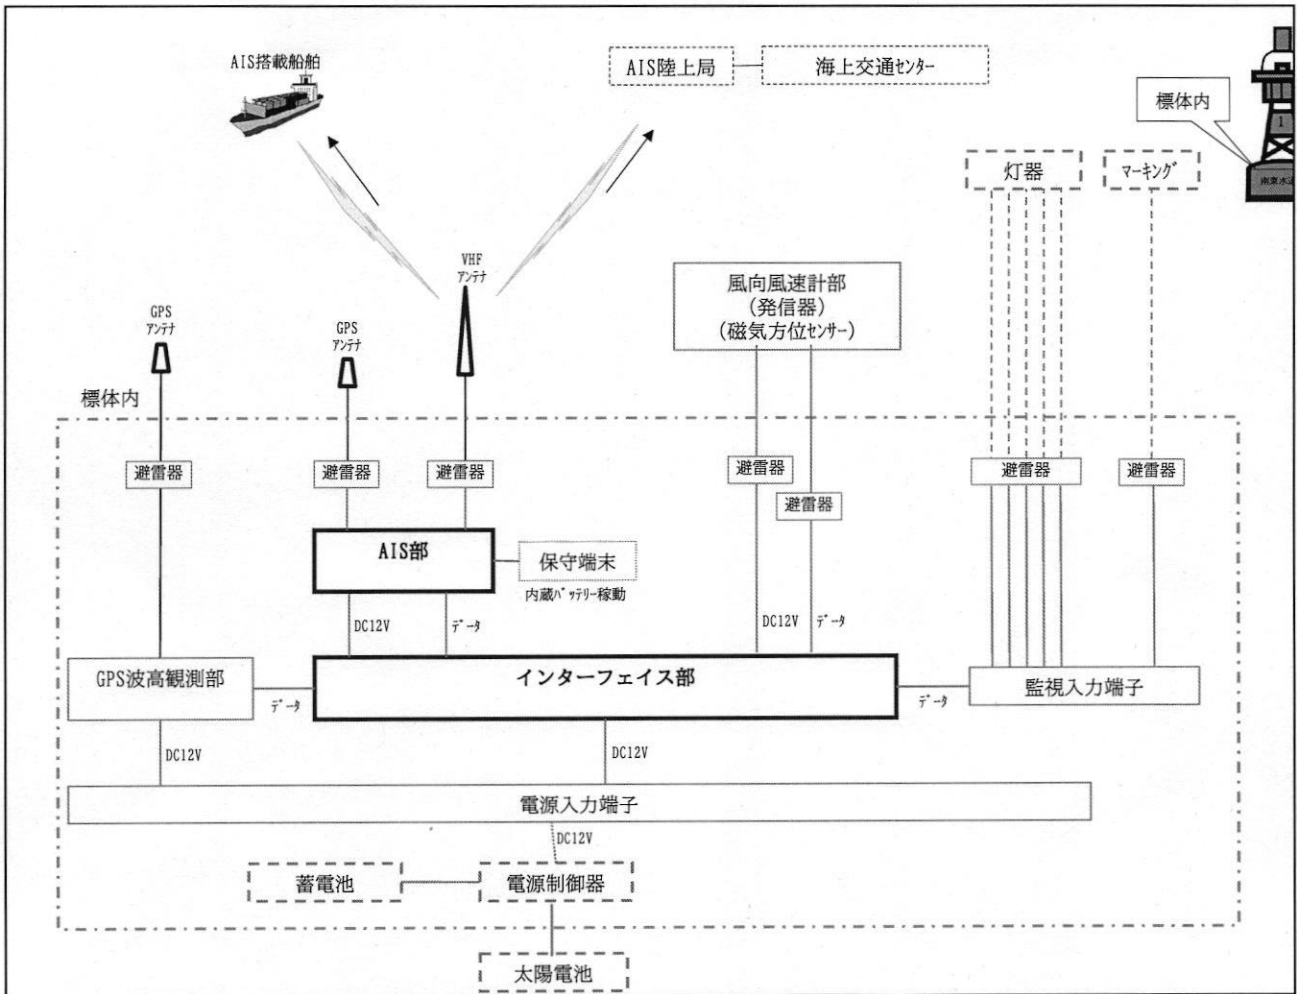 AIS搭載船舶
AIS陸上局
海上交通ｾﾝﾀｰ
標体内
1
灯器
ﾏｰｷﾝｸﾞ
VHF
ｱﾝﾃﾅ
風向風速計部
(発信器)
(磁気方位ｾﾝｻｰ)
GPS
ｱﾝﾃﾅ
GPS
ｱﾝﾃﾅ
標体内
避雷器
避雷器
避雷器
避雷器
避雷器
避雷器
避雷器
AIS部
保守端末
内蔵ﾊﾞｯﾃﾘｰ稼動
DC12V
ﾃﾞｰﾀ
DC12V
ﾃﾞｰﾀ
GPS波高観測部
ﾃﾞｰﾀ
インターフェイス部
ﾃﾞｰﾀ
監視入力端子
DC12V
DC12V
電源入力端子
DC12V
蓄電池
電源制御器
太陽電池